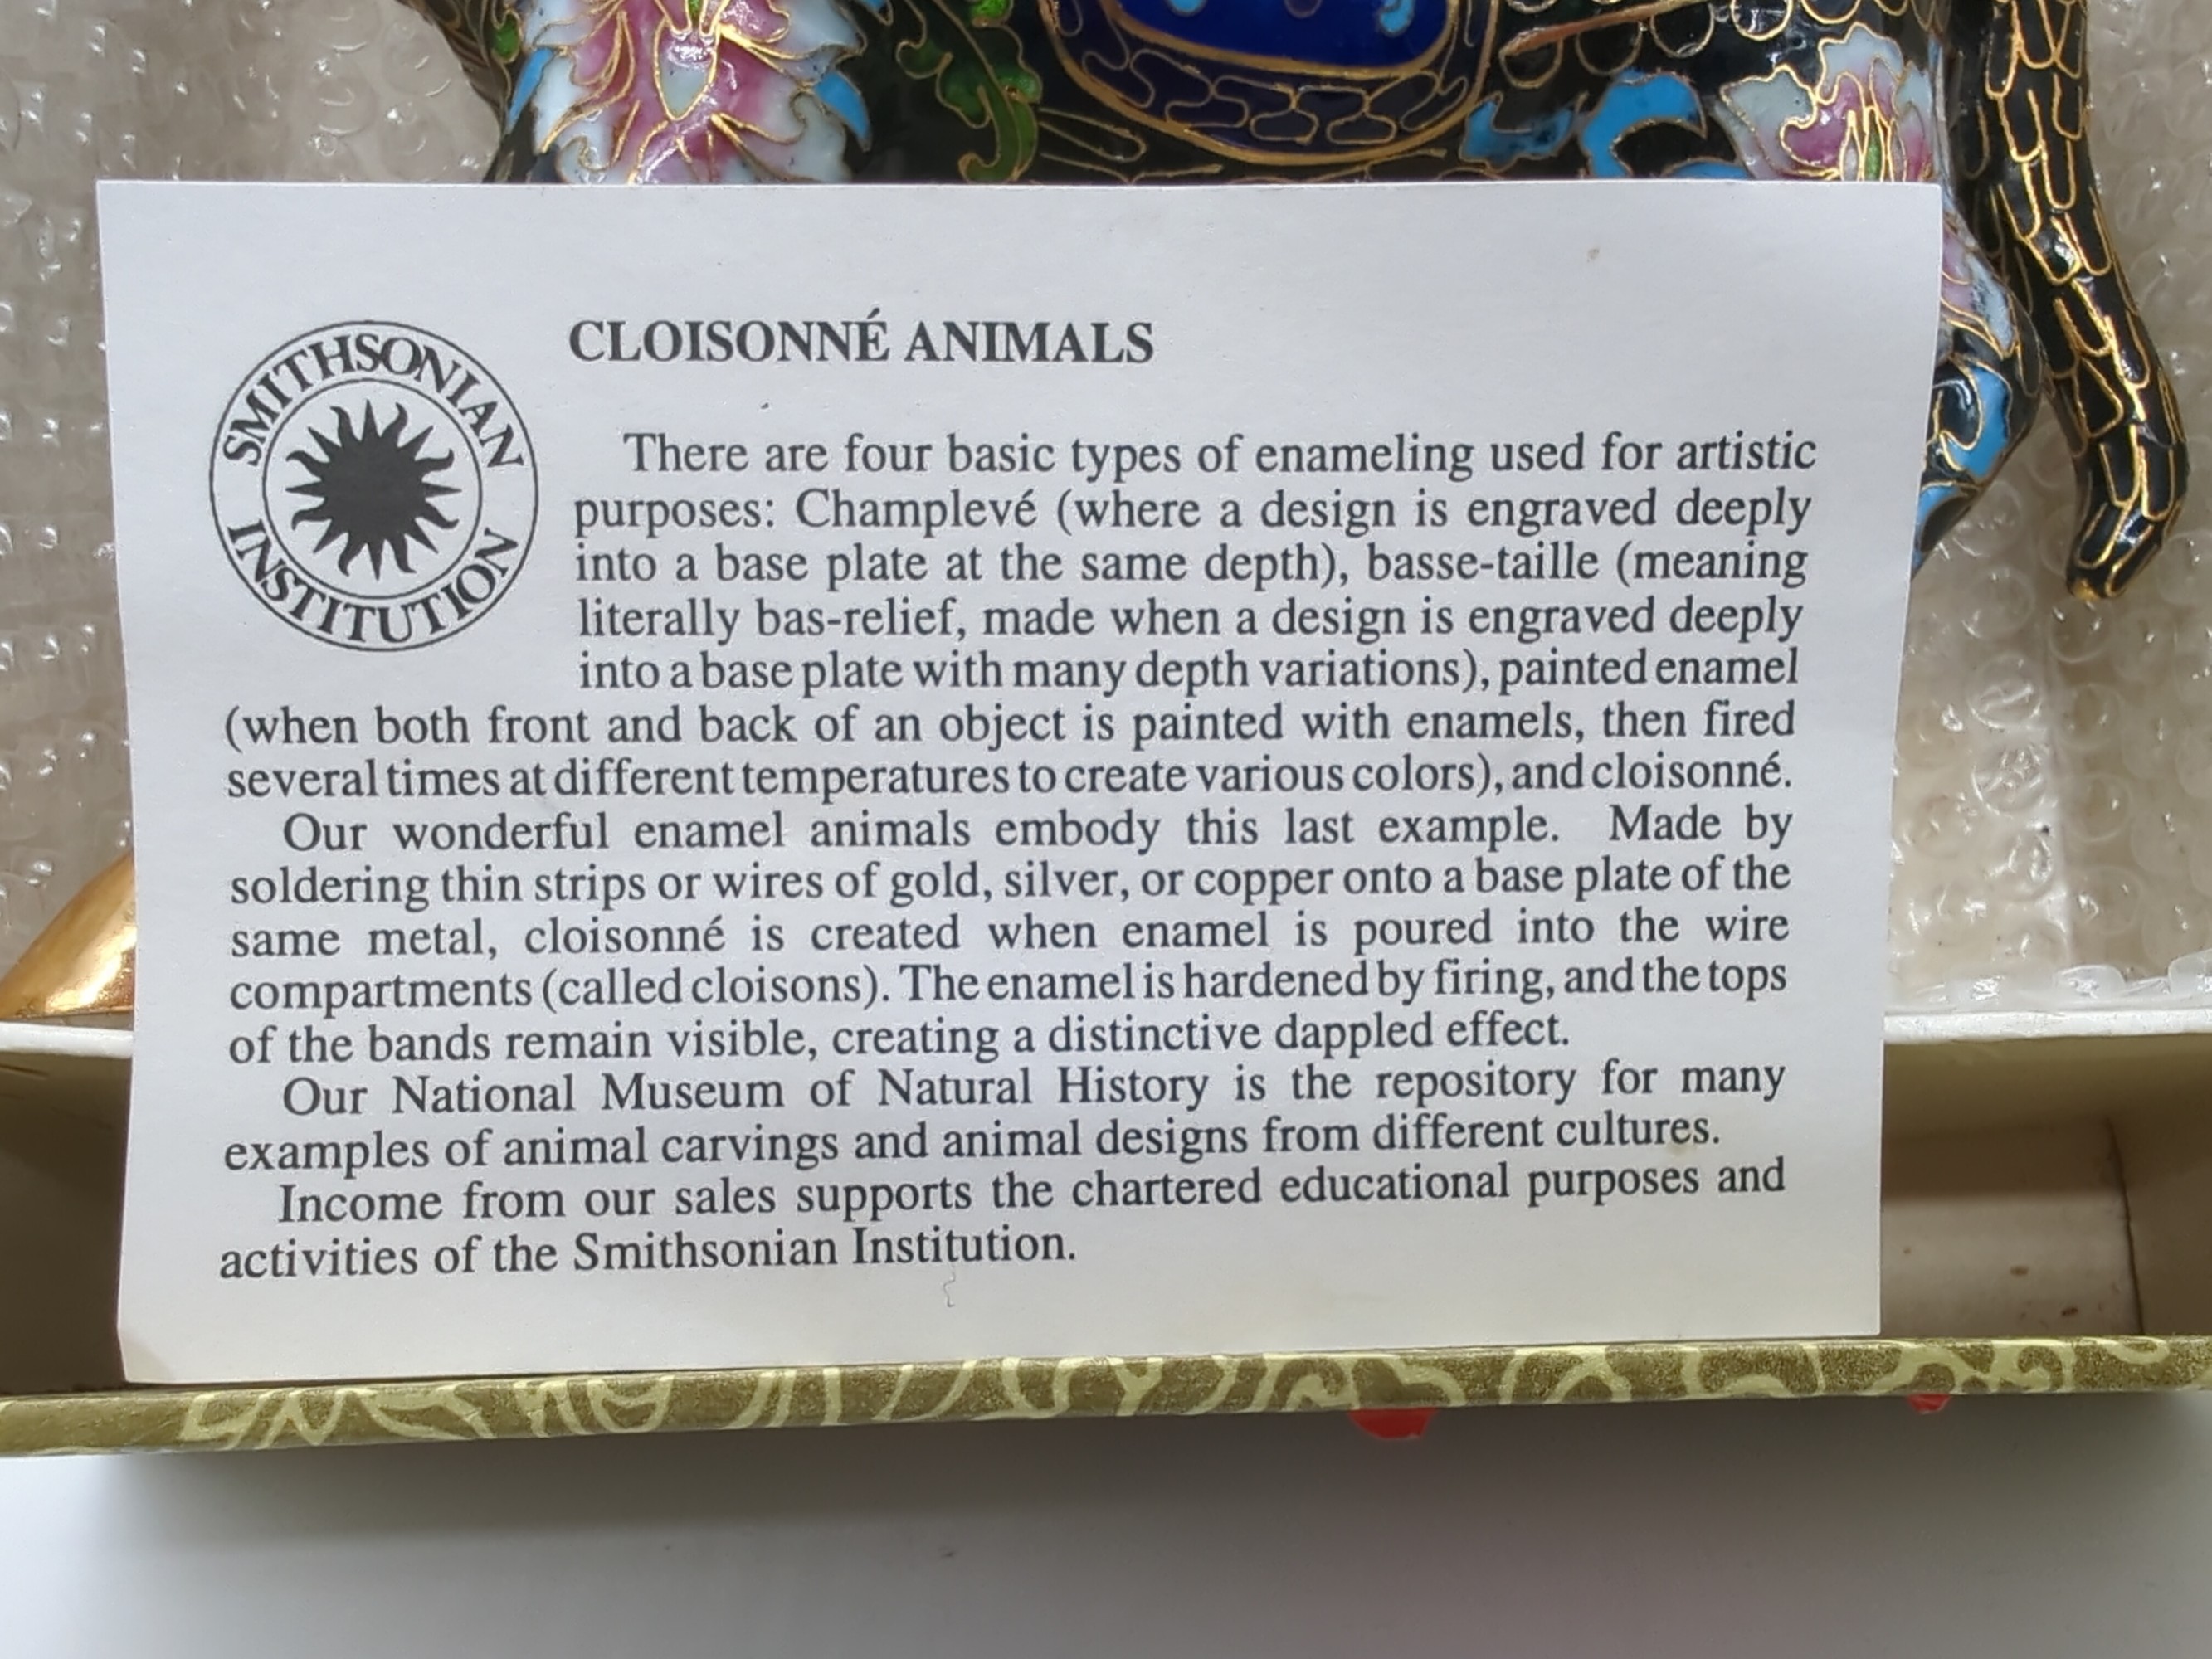 SMITHSONIAN
INSTITUTION
CLOISONNÉ ANIMALS
There are four basic types of enameling used for artistic
purposes: Champlevé (where a design is engraved deeply
into a base plate at the same depth), basse-taille (meaning
literally bas-relief, made when a design is engraved deeply
into a base plate with many depth variations), painted enamel
(when both front and back of an object is painted with enamels, then fired
several times at different temperatures to create various colors), and cloisonné.
Our wonderful enamel animals embody this last example. Made by
soldering thin strips or wires of gold, silver, or copper onto a base plate of the
same metal, cloisonné is created when enamel is poured into the wire
compartments (called cloisons). The enamel is hardened by firing, and the tops
of the bands remain visible, creating a distinctive dappled effect.
Our National Museum of Natural History is the repository for many
examples of animal carvings and animal designs from different cultures.
Income from our sales supports the chartered educational purposes and
activities of the Smithsonian Institution.